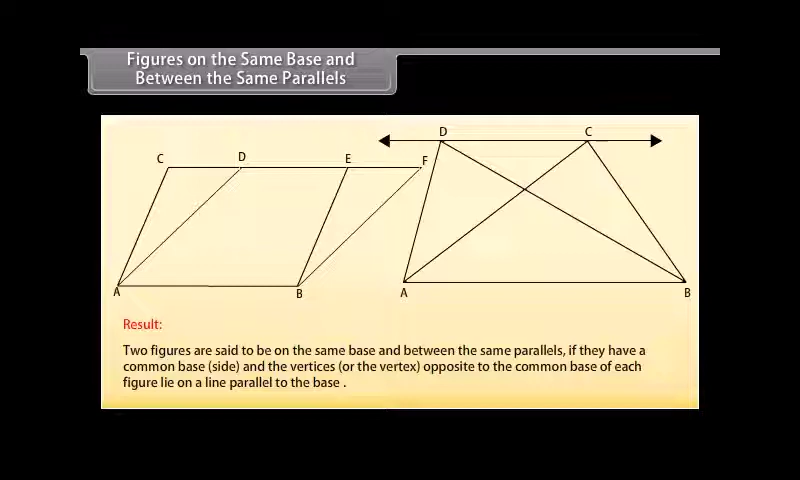 Figures on the Same Base and
Between the Same Parallels
C D E F
A B
D C
A B
Result:
Two figures are said to be on the same base and between the same parallels, if they have a
common base (side) and the vertices (or the vertex) opposite to the common base of each
figure lie on a line parallel to the base .